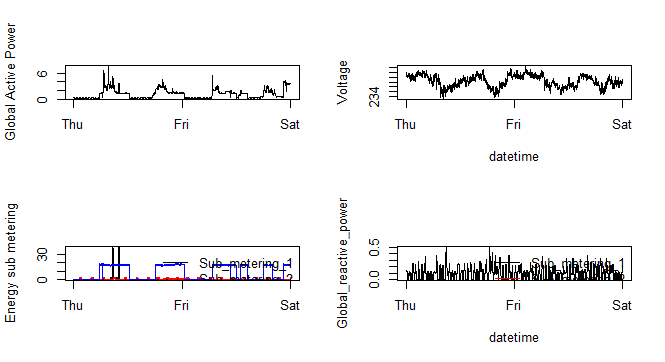 Global Active Power
0 6
Thu Fri Sat
Voltage
234
Thu Fri Sat
datetime
Energy sub metering
0 30
Sub_metering_1
Thu Fri Sat
Global_reactive_power
0.0 0.5
Sub_metering_1
Thu Fri Sat
datetime